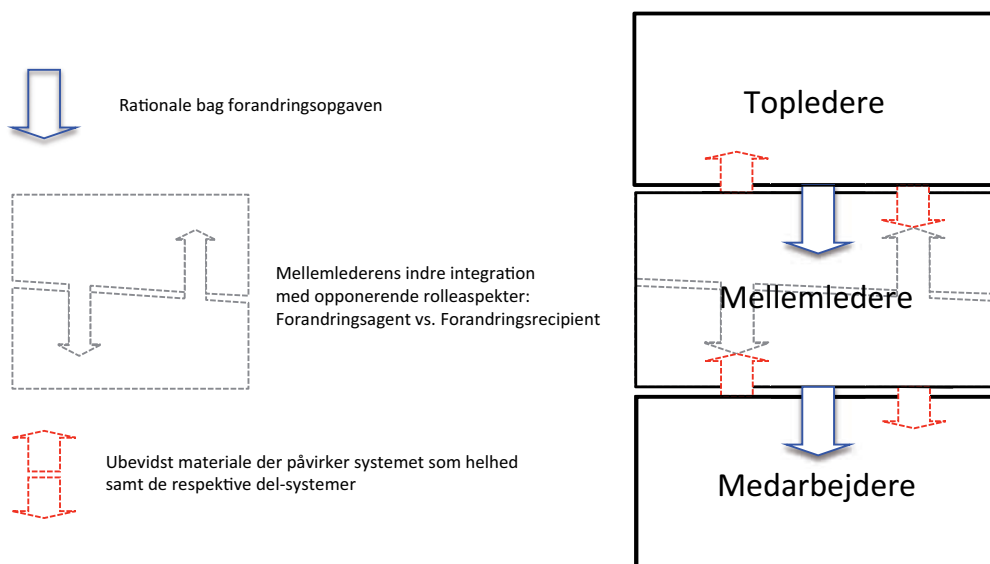 Rationale bag forandringsopgaven
Mellemlederens indre integration
med opponerende rolleaspekter:
Forandringsagent vs. Forandringsrecipient
Ubevidst materiale der påvirker systemet som helhed
samt de respektive del-systemer
Topledere
Mellemledere
Medarbejdere